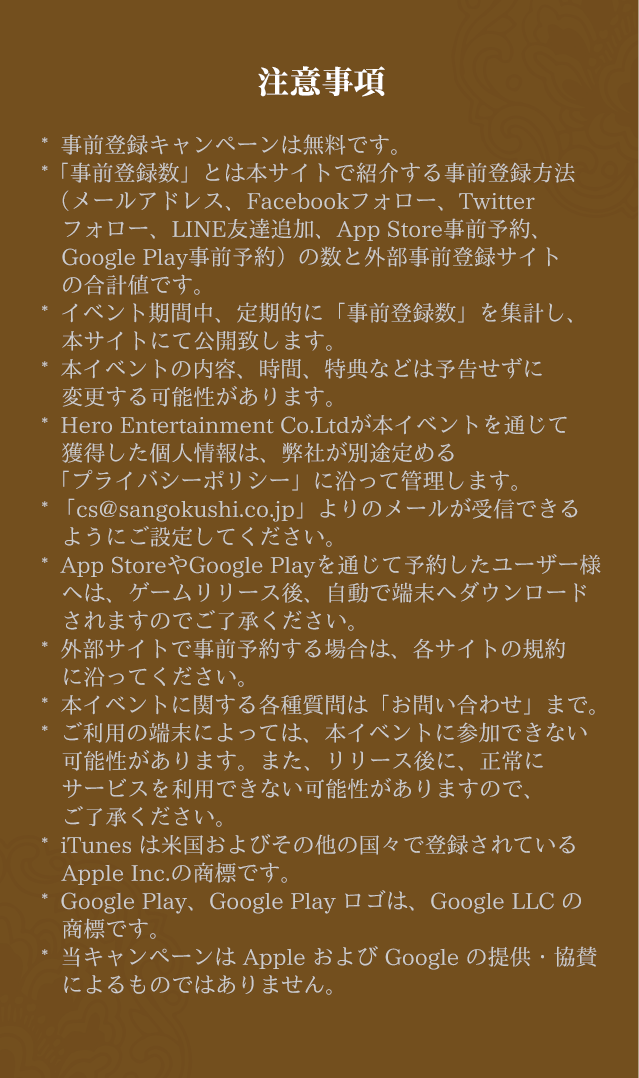 注意事項
* 事前登録キャンペーンは無料です。
*「事前登録数」とは本サイトで紹介する事前登録方法
（メールアドレス、Facebookフォロー、Twitter
フォロー、LINE友達追加、App Store事前予約、
Google Play事前予約）の数と外部事前登録サイト
の合計値です。
* イベント期間中、定期的に「事前登録数」を集計し、
本サイトにて公開致します。
* 本イベントの内容、時間、特典などは予告せずに
変更する可能性があります。
* Hero Entertainment Co.Ltdが本イベントを通じて
獲得した個人情報は、弊社が別途定める
「プライバシーポリシー」に沿って管理します。
* 「cs@sangokushi.co.jp」よりのメールが受信できる
ようにご設定してください。
* App StoreやGoogle Playを通じて予約したユーザー様
へは、ゲームリリース後、自動で端末へダウンロード
されますのでご了承ください。
* 外部サイトで事前予約する場合は、各サイトの規約
に沿ってください。
* 本イベントに関する各種質問は「お問い合わせ」まで。
* ご利用の端末によっては、本イベントに参加できない
可能性があります。また、リリース後に、正常に
サービスを利用できない可能性がありますので、
ご了承ください。
* iTunes は米国およびその他の国々で登録されている
Apple Inc.の商標です。
* Google Play、Google Play ロゴは、Google LLC の
商標です。
* 当キャンペーンは Apple および Google の提供・協賛
によるものではありません。